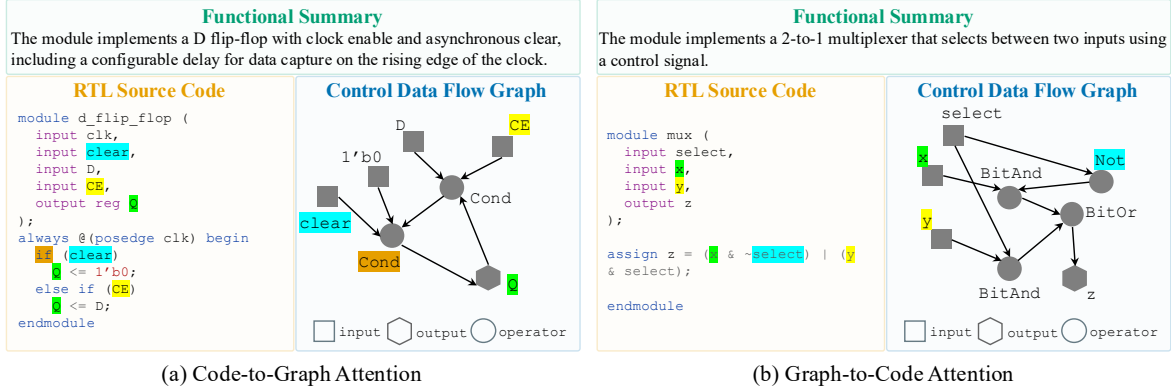 Functional Summary
The module implements a D flip-flop with clock enable and asynchronous clear,
including a configurable delay for data capture on the rising edge of the clock.
RTL Source Code
module d_flip_flop (
input clk,
input clear,
input D,
input CE,
output reg Q
);
always @(posedge clk) begin
if (clear)
Q <= 1'b0;
else if (CE)
Q <= D;
endmodule
Control Data Flow Graph
D
CE
1'b0
Cond
clear
Cond
Q
input
output
operator
(a) Code-to-Graph Attention
Functional Summary
The module implements a 2-to-1 multiplexer that selects between two inputs using
a control signal.
RTL Source Code
module mux (
input select,
input x,
input y,
output z
);
assign z = (x & ~select) | (y
& select);
endmodule
Control Data Flow Graph
select
x
BitAnd
Not
y
BitOr
BitAnd
z
input
output
operator
(b) Graph-to-Code Attention